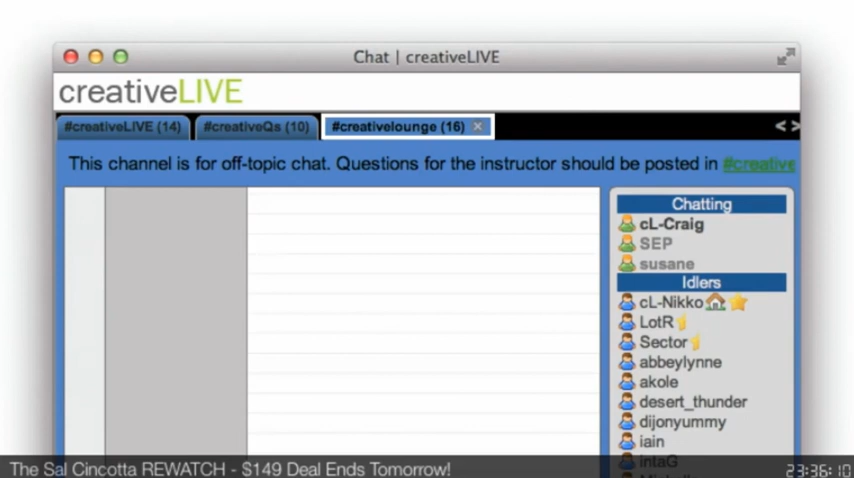 Chat | creativeLIVE
creativeLIVE
#creativeLIVE (14) #creativeQs (10) #creativelounge (16) x < >
This channel is for off-topic chat. Questions for the instructor should be posted in #creative
Chatting
cL-Craig
SEP
susane
Idlers
cL-Nikko
LotR
Sector
abbeylynne
akole
desert_thunder
dijonyummy
iain
intaG
The Sal Cincotta REWATCH - $149 Deal Ends Tomorrow! 23:36:10